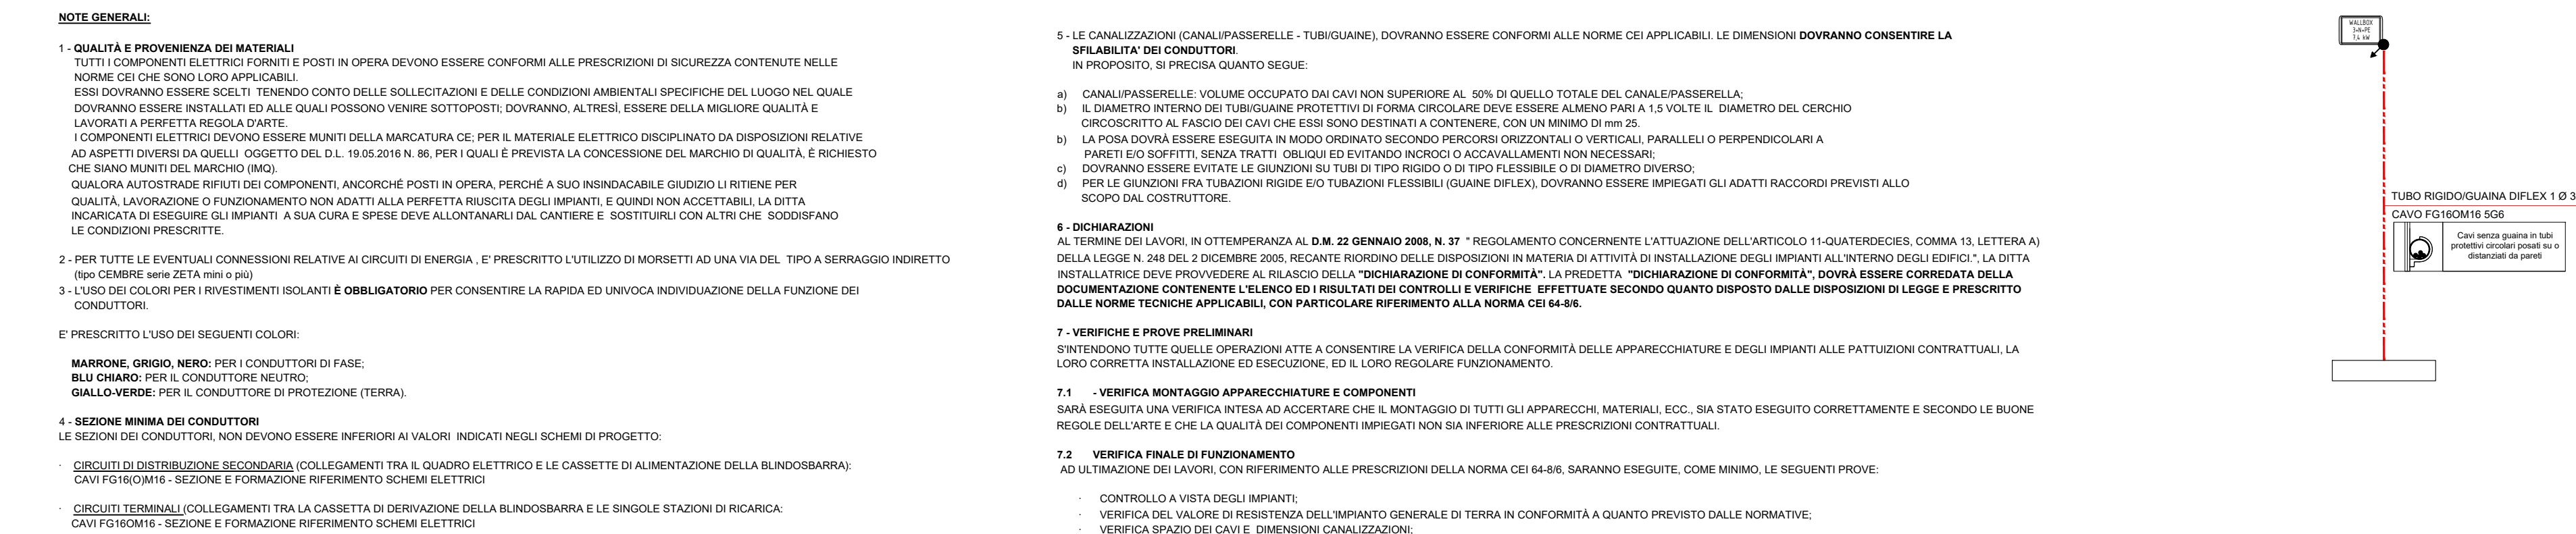 NOTE GENERALI:
1 - QUALITÀ E PROVENIENZA DEI MATERIALI
TUTTI I COMPONENTI ELETTRICI FORNITI E POSTI IN OPERA DEVONO ESSERE CONFORMI ALLE PRESCRIZIONI DI SICUREZZA CONTENUTE NELLE
NORME CEI CHE SONO LORO APPLICABILI.
ESSI DOVRANNO ESSERE SCELTI TENENDO CONTO DELLE SOLLECITAZIONI E DELLE CONDIZIONI AMBIENTALI SPECIFICHE DEL LUOGO NEL QUALE
DOVRANNO ESSERE INSTALLATI ED ALLE QUALI POSSONO VENIRE SOTTOPOSTI; DOVRANNO, ALTRESÌ, ESSERE DELLA MIGLIORE QUALITÀ E
LAVORATI A PERFETTA REGOLA D'ARTE.
I COMPONENTI ELETTRICI DEVONO ESSERE MUNITI DELLA MARCATURA CE; PER IL MATERIALE ELETTRICO DISCIPLINATO DA DISPOSIZIONI RELATIVE
AD ASPETTI DIVERSI DA QUELLI OGGETTO DEL D.L. 19.05.2016 N. 86, PER I QUALI È PREVISTA LA CONCESSIONE DEL MARCHIO DI QUALITÀ, È RICHIESTO
CHE SIANO MUNITI DEL MARCHIO (IMQ).
QUALORA AUTOSTRADE RIFIUTI DEI COMPONENTI, ANCORCHÉ POSTI IN OPERA, PERCHÉ A SUO INSINDACABILE GIUDIZIO LI RITIENE PER
QUALITÀ, LAVORAZIONE O FUNZIONAMENTO NON ADATTI ALLA PERFETTA RIUSCITA DEGLI IMPIANTI, E QUINDI NON ACCETTABILI, LA DITTA
INCARICATA DI ESEGUIRE GLI IMPIANTI A SUA CURA E SPESE DEVE ALLONTANARLI DAL CANTIERE E SOSTITUIRLI CON ALTRI CHE SODDISFANO
LE CONDIZIONI PRESCRITTE.
2 - PER TUTTE LE EVENTUALI CONNESSIONI RELATIVE AI CIRCUITI DI ENERGIA , E' PRESCRITTO L'UTILIZZO DI MORSETTI AD UNA VIA DEL TIPO A SERRAGGIO INDIRETTO
(tipo CEMBRE serie ZETA mini o più)
3 - L'USO DEI COLORI PER I RIVESTIMENTI ISOLANTI È OBBLIGATORIO PER CONSENTIRE LA RAPIDA ED UNIVOCA INDIVIDUAZIONE DELLA FUNZIONE DEI
CONDUTTORI.
E' PRESCRITTO L'USO DEI SEGUENTI COLORI:
MARRONE, GRIGIO, NERO: PER I CONDUTTORI DI FASE;
BLU CHIARO: PER IL CONDUTTORE NEUTRO;
GIALLO-VERDE: PER IL CONDUTTORE DI PROTEZIONE (TERRA).
4 - SEZIONE MINIMA DEI CONDUTTORI
LE SEZIONI DEI CONDUTTORI, NON DEVONO ESSERE INFERIORI AI VALORI INDICATI NEGLI SCHEMI DI PROGETTO:
· CIRCUITI DI DISTRIBUZIONE SECONDARIA (COLLEGAMENTI TRA IL QUADRO ELETTRICO E LE CASSETTE DI ALIMENTAZIONE DELLA BLINDOSBARRA):
CAVI FG16(O)M16 - SEZIONE E FORMAZIONE RIFERIMENTO SCHEMI ELETTRICI
· CIRCUITI TERMINALI (COLLEGAMENTI TRA LA CASSETTA DI DERIVAZIONE DELLA BLINDOSBARRA E LE SINGOLE STAZIONI DI RICARICA:
CAVI FG16OM16 - SEZIONE E FORMAZIONE RIFERIMENTO SCHEMI ELETTRICI
5 - LE CANALIZZAZIONI (CANALI/PASSERELLE - TUBI/GUAINE), DOVRANNO ESSERE CONFORMI ALLE NORME CEI APPLICABILI. LE DIMENSIONI DOVRANNO CONSENTIRE LA
SFILABILITA' DEI CONDUTTORI.
IN PROPOSITO, SI PRECISA QUANTO SEGUE:
a) CANALI/PASSERELLE: VOLUME OCCUPATO DAI CAVI NON SUPERIORE AL 50% DI QUELLO TOTALE DEL CANALE/PASSERELLA;
b) IL DIAMETRO INTERNO DEI TUBI/GUAINE PROTETTIVI DI FORMA CIRCOLARE DEVE ESSERE ALMENO PARI A 1,5 VOLTE IL DIAMETRO DEL CERCHIO
CIRCOSCRITTO AL FASCIO DEI CAVI CHE ESSI SONO DESTINATI A CONTENERE, CON UN MINIMO DI mm 25.
b) LA POSA DOVRÀ ESSERE ESEGUITA IN MODO ORDINATO SECONDO PERCORSI ORIZZONTALI O VERTICALI, PARALLELI O PERPENDICOLARI A
PARETI E/O SOFFITTI, SENZA TRATTI OBLIQUI ED EVITANDO INCROCI O ACCAVALLAMENTI NON NECESSARI;
c) DOVRANNO ESSERE EVITATE LE GIUNZIONI SU TUBI DI TIPO RIGIDO O DI TIPO FLESSIBILE O DI DIAMETRO DIVERSO;
d) PER LE GIUNZIONI FRA TUBAZIONI RIGIDE E/O TUBAZIONI FLESSIBILI (GUAINE DIFLEX), DOVRANNO ESSERE IMPIEGATI GLI ADATTI RACCORDI PREVISTI ALLO
SCOPO DAL COSTRUTTORE.
6 - DICHIARAZIONI
AL TERMINE DEI LAVORI, IN OTTEMPERANZA AL D.M. 22 GENNAIO 2008, N. 37 " REGOLAMENTO CONCERNENTE L'ATTUAZIONE DELL'ARTICOLO 11-QUATERDECIES, COMMA 13, LETTERA A)
DELLA LEGGE N. 248 DEL 2 DICEMBRE 2005, RECANTE RIORDINO DELLE DISPOSIZIONI IN MATERIA DI ATTIVITÀ DI INSTALLAZIONE DEGLI IMPIANTI ALL'INTERNO DEGLI EDIFICI.", LA DITTA
INSTALLATRICE DEVE PROVVEDERE AL RILASCIO DELLA "DICHIARAZIONE DI CONFORMITÀ". LA PREDETTA "DICHIARAZIONE DI CONFORMITÀ", DOVRÀ ESSERE CORREDATA DELLA
DOCUMENTAZIONE CONTENENTE L'ELENCO ED I RISULTATI DEI CONTROLLI E VERIFICHE EFFETTUATE SECONDO QUANTO DISPOSTO DALLE DISPOSIZIONI DI LEGGE E PRESCRITTO
DALLE NORME TECNICHE APPLICABILI, CON PARTICOLARE RIFERIMENTO ALLA NORMA CEI 64-8/6.
7 - VERIFICHE E PROVE PRELIMINARI
S'INTENDONO TUTTE QUELLE OPERAZIONI ATTE A CONSENTIRE LA VERIFICA DELLA CONFORMITÀ DELLE APPARECCHIATURE E DEGLI IMPIANTI ALLE PATTUIZIONI CONTRATTUALI, LA
LORO CORRETTA INSTALLAZIONE ED ESECUZIONE, ED IL LORO REGOLARE FUNZIONAMENTO.
7.1 - VERIFICA MONTAGGIO APPARECCHIATURE E COMPONENTI
SARÀ ESEGUITA UNA VERIFICA INTESA AD ACCERTARE CHE IL MONTAGGIO DI TUTTI GLI APPARECCHI, MATERIALI, ECC., SIA STATO ESEGUITO CORRETTAMENTE E SECONDO LE BUONE
REGOLE DELL'ARTE E CHE LA QUALITÀ DEI COMPONENTI IMPIEGATI NON SIA INFERIORE ALLE PRESCRIZIONI CONTRATTUALI.
7.2 VERIFICA FINALE DI FUNZIONAMENTO
AD ULTIMAZIONE DEI LAVORI, CON RIFERIMENTO ALLE PRESCRIZIONI DELLA NORMA CEI 64-8/6, SARANNO ESEGUITE, COME MINIMO, LE SEGUENTI PROVE:
· CONTROLLO A VISTA DEGLI IMPIANTI;
· VERIFICA DEL VALORE DI RESISTENZA DELL'IMPIANTO GENERALE DI TERRA IN CONFORMITÀ A QUANTO PREVISTO DALLE NORMATIVE;
· VERIFICA SPAZIO DEI CAVI E DIMENSIONI CANALIZZAZIONI;
WALLBOX
3+N+PE
7,4 kW
TUBO RIGIDO/GUAINA DIFLEX 1 Ø 3
CAVO FG16OM16 5G6
Cavi senza guaina in tubi
protettivi circolari posati su o
distanziati da pareti